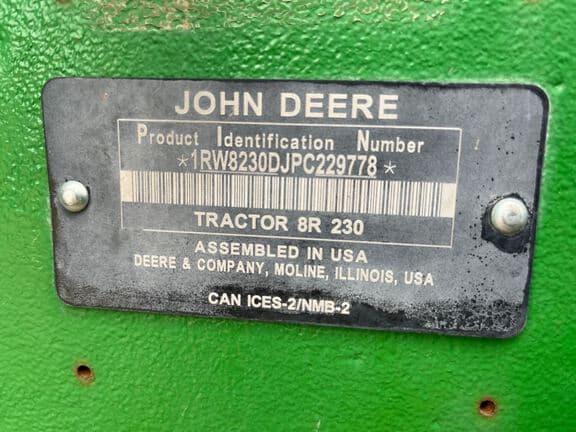 JOHN DEERE
Product Identification Number
*1RW8230DJPC229778*
TRACTOR 8R 230
ASSEMBLED IN USA
DEERE & COMPANY, MOLINE, ILLINOIS, USA
CAN ICES-2/NMB-2